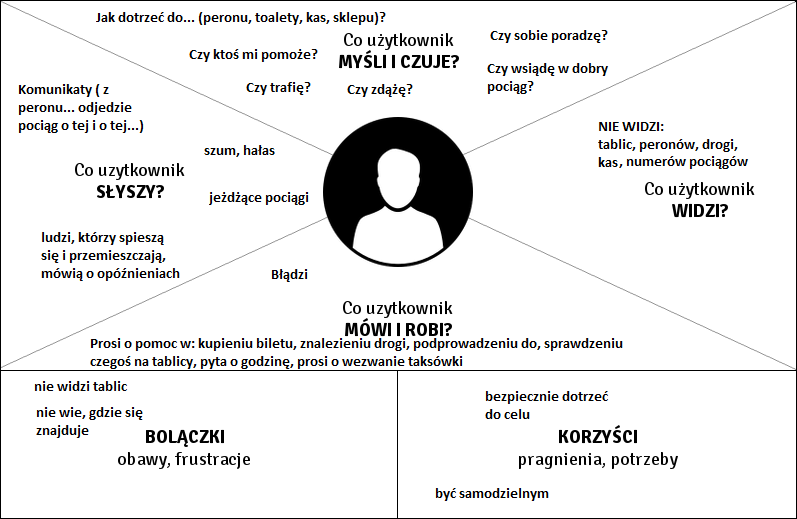 Jak dotrzeć do... (peronu, toalety, kas, sklepu)?
Czy ktoś mi pomoże?
Co użytkownik
MYŚLI I CZUJE?
Czy sobie poradzę?
Czy trafię?
Czy zdążę?
Czy wsiądę w dobry
pociąg?
Komunikaty ( z
peronu... odjedzie
pociąg o tej i o tej...)
szum, hałas
Co uzytkownik
SŁYSZY?
jeżdżące pociągi
ludzi, którzy spieszą
się i przemieszczają,
mówią o opóźnieniach
NIE WIDZI:
tablic, peronów, drogi,
kas, numerów pociągów
Co użytkownik
WIDZI?
Błądzi
Co uzytkownik
MÓWI I ROBI?
Prosi o pomoc w: kupieniu biletu, znalezieniu drogi, podprowadzeniu do, sprawdzeniu
czegoś na tablicy, pyta o godzinę, prosi o wezwanie taksówki
nie widzi tablic
nie wie, gdzie się
znajduje
BOLĄCZKI
obawy, frustracje
bezpiecznie dotrzeć
do celu
KORZYŚCI
pragnienia, potrzeby
być samodzielnym